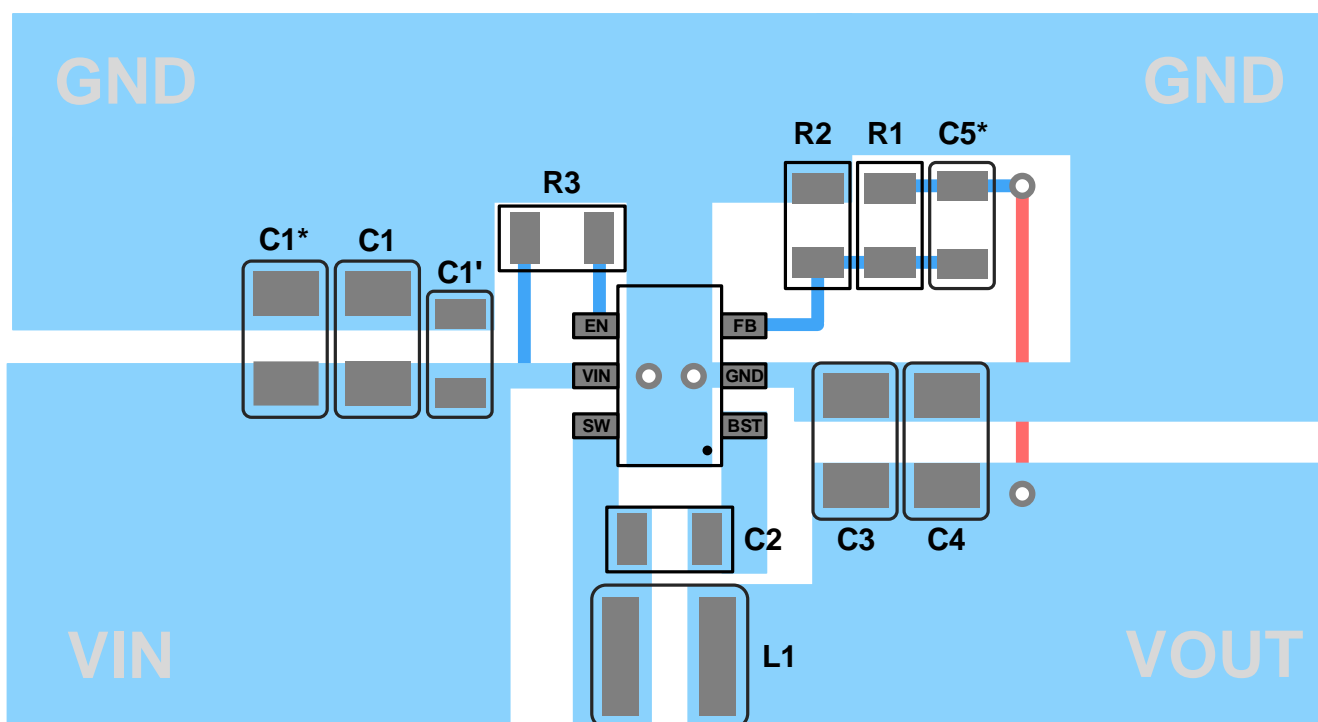 GND
GND
R2
R1
C5*
R3
C1*
C1
C1'
EN
FB
VIN
GND
SW
BST
C2
C3
C4
VIN
L1
VOUT